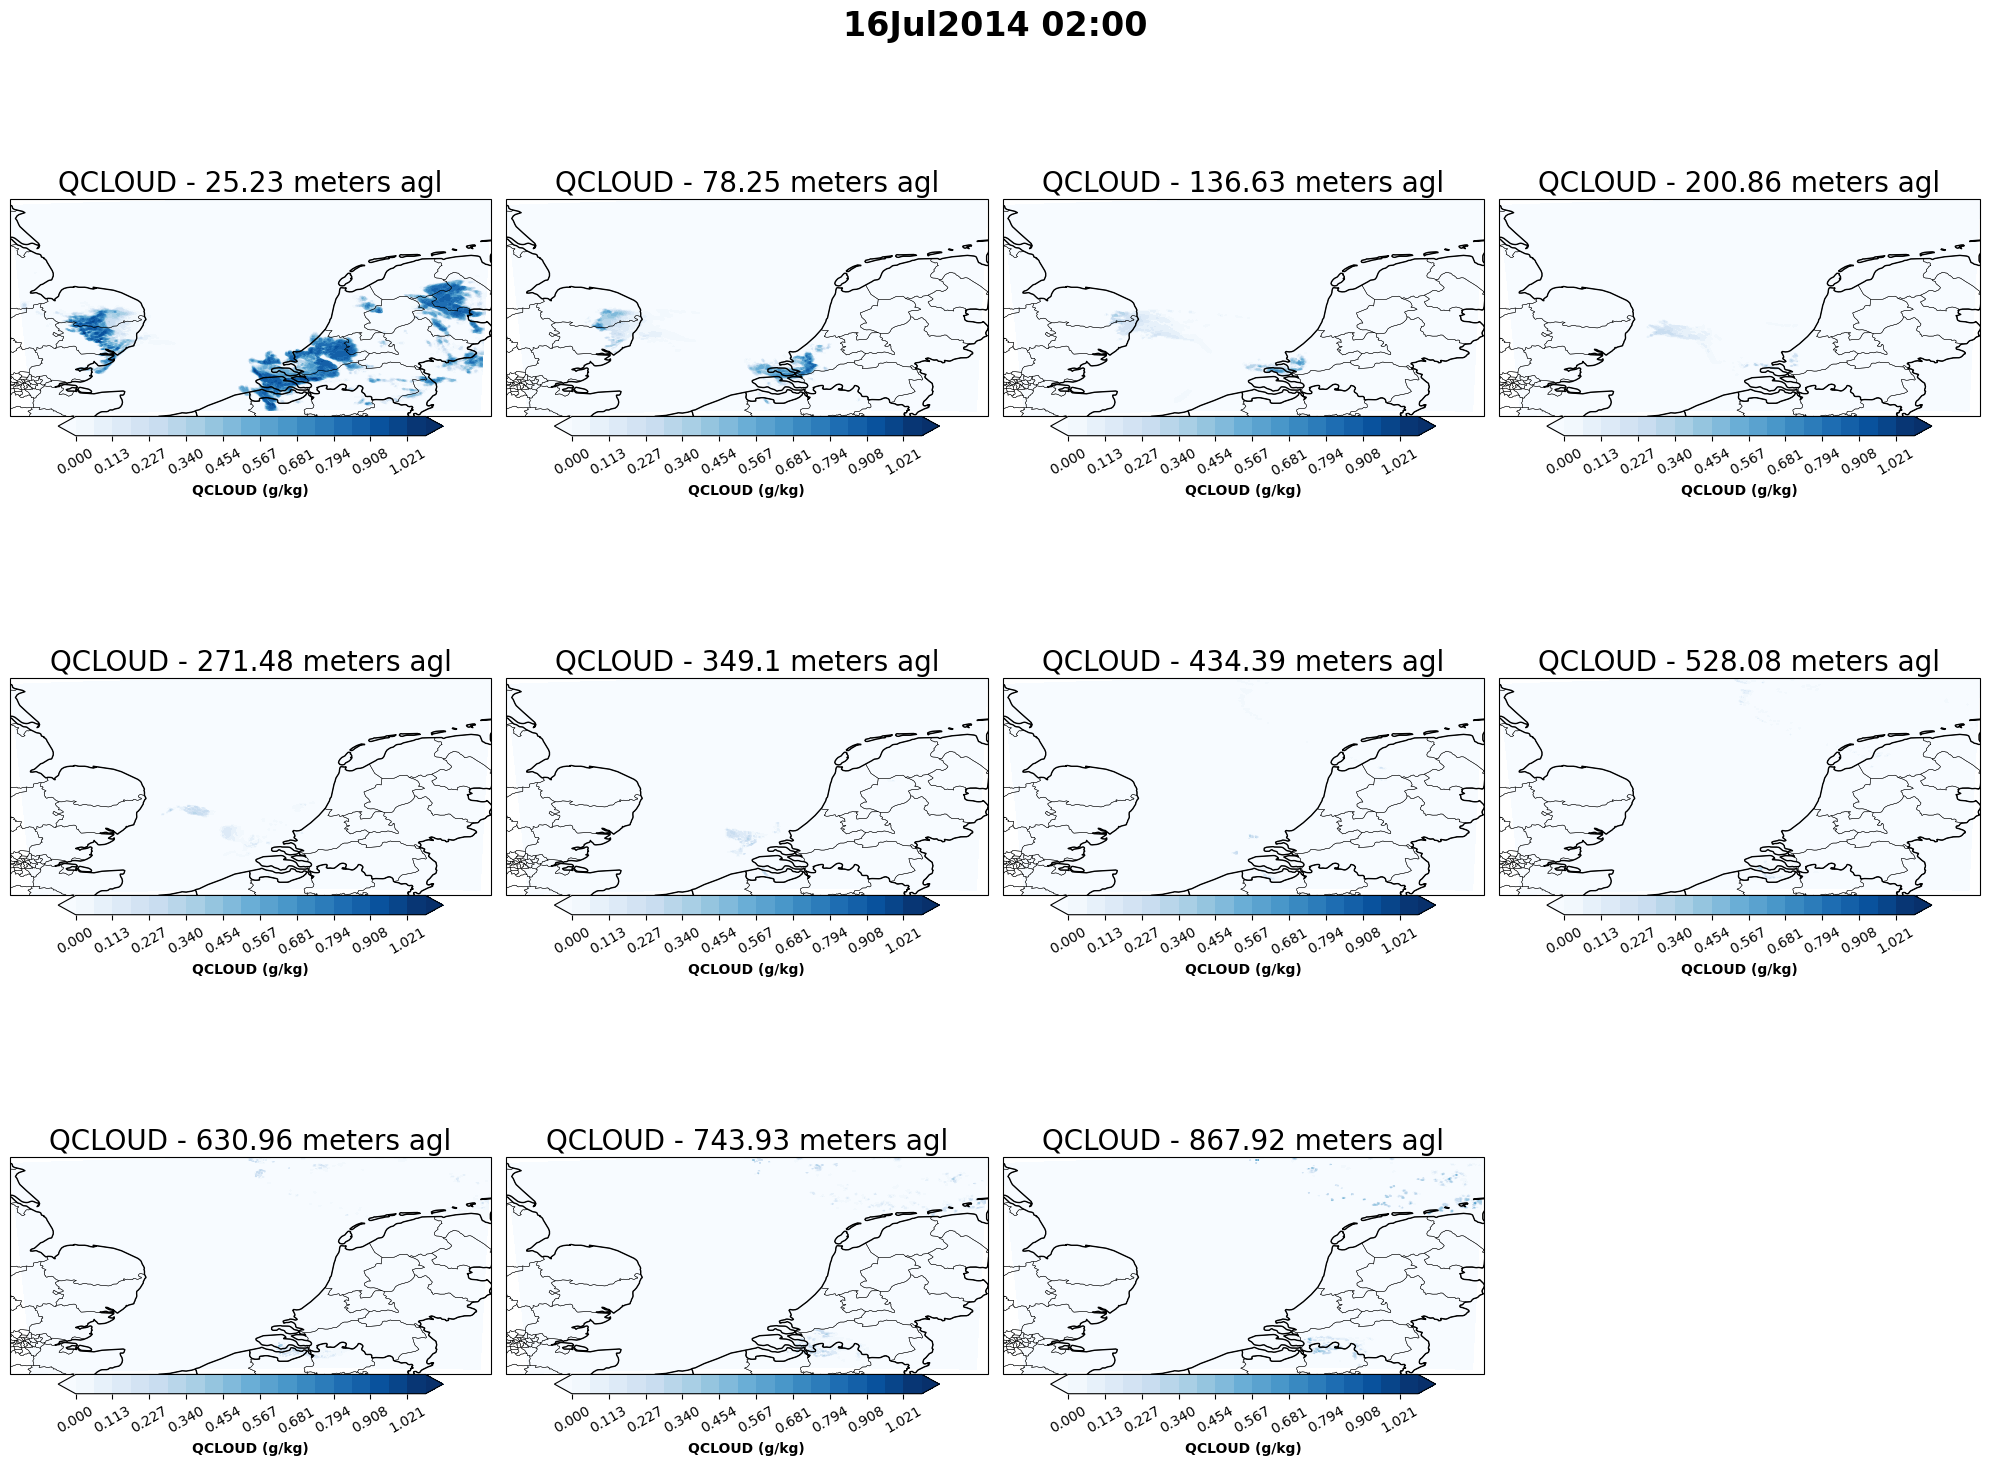 16Jul2014 02:00
QCLOUD - 25.23 meters agl
QCLOUD - 78.25 meters agl
QCLOUD - 136.63 meters agl
QCLOUD - 200.86 meters agl
0.000 0.113 0.227 0.340 0.454 0.567 0.681 0.794 0.908 1.021
0.000 0.113 0.227 0.340 0.454 0.567 0.681 0.794 0.908 1.021
0.000 0.113 0.227 0.340 0.454 0.567 0.681 0.794 0.908 1.021
0.000 0.113 0.227 0.340 0.454 0.567 0.681 0.794 0.908 1.021
QCLOUD (g/kg)
QCLOUD (g/kg)
QCLOUD (g/kg)
QCLOUD (g/kg)
QCLOUD - 271.48 meters agl
QCLOUD - 349.1 meters agl
QCLOUD - 434.39 meters agl
QCLOUD - 528.08 meters agl
0.000 0.113 0.227 0.340 0.454 0.567 0.681 0.794 0.908 1.021
0.000 0.113 0.227 0.340 0.454 0.567 0.681 0.794 0.908 1.021
0.000 0.113 0.227 0.340 0.454 0.567 0.681 0.794 0.908 1.021
0.000 0.113 0.227 0.340 0.454 0.567 0.681 0.794 0.908 1.021
QCLOUD (g/kg)
QCLOUD (g/kg)
QCLOUD (g/kg)
QCLOUD (g/kg)
QCLOUD - 630.96 meters agl
QCLOUD - 743.93 meters agl
QCLOUD - 867.92 meters agl
0.000 0.113 0.227 0.340 0.454 0.567 0.681 0.794 0.908 1.021
0.000 0.113 0.227 0.340 0.454 0.567 0.681 0.794 0.908 1.021
0.000 0.113 0.227 0.340 0.454 0.567 0.681 0.794 0.908 1.021
QCLOUD (g/kg)
QCLOUD (g/kg)
QCLOUD (g/kg)